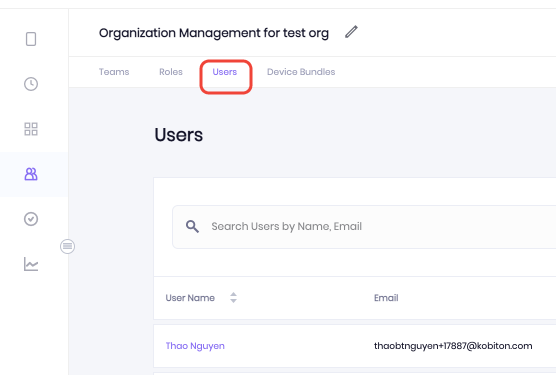 Organization Management for test org
Teams Roles Users Device Bundles
Users
Search Users by Name, Email
User Name Email
Thao Nguyen thaobtnguyen+17887@kobiton.com